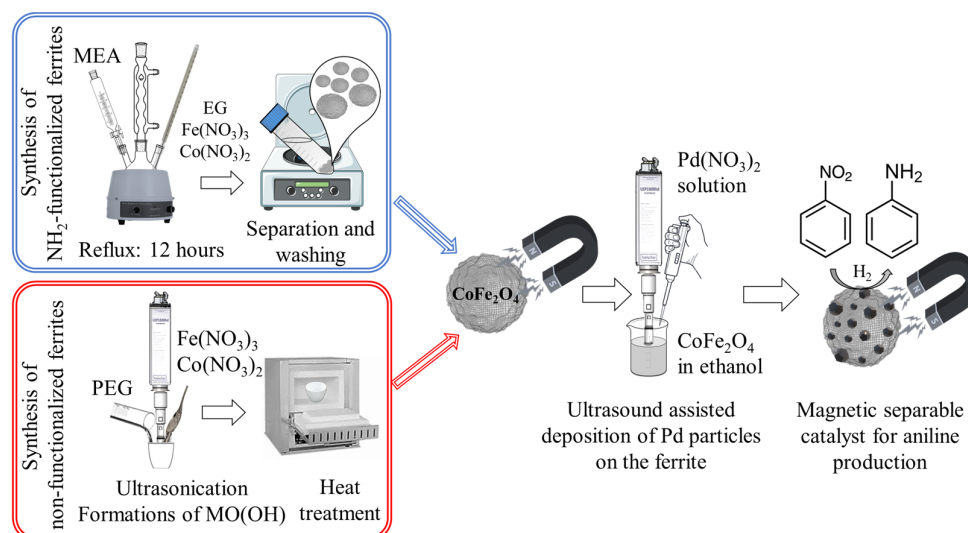 Synthesis of
NH₂-functionalized ferrites
MEA
EG
Fe(NO₃)₃
Co(NO₃)₂
Reflux: 12 hours
Separation and
washing
Synthesis of
non-functionalized ferrites
PEG
Fe(NO₃)₃
Co(NO₃)₂
Ultrasonication
Formations of MO(OH)
Heat
treatment
CoFe₂O₄
N
S
Pd(NO₃)₂
solution
CoFe₂O₄
in ethanol
Ultrasound assisted
deposition of Pd particles
on the ferrite
NO₂
NH₂
H₂
N
S
Magnetic separable
catalyst for aniline
production